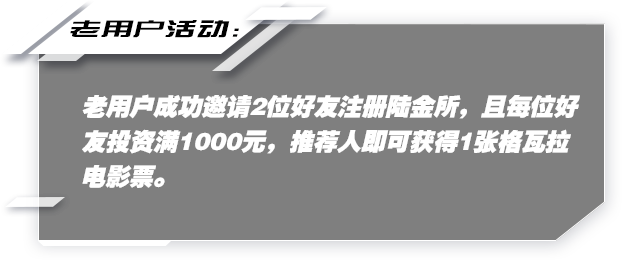 老用户活动:
老用户成功邀请2位好友注册陆金所，且每位好
友投资满1000元，推荐人即可获得1张格瓦拉
电影票。